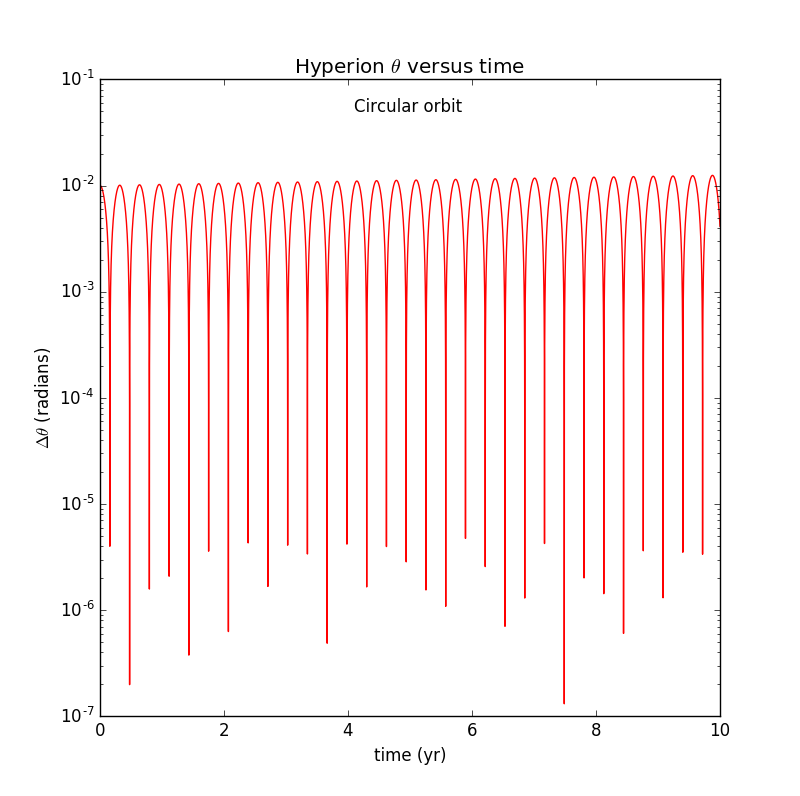 Hyperion θ versus time
Circular orbit
10^-1
10^-2
10^-3
10^-4
10^-5
10^-6
10^-7
Δθ (radians)
0 2 4 6 8 10
time (yr)